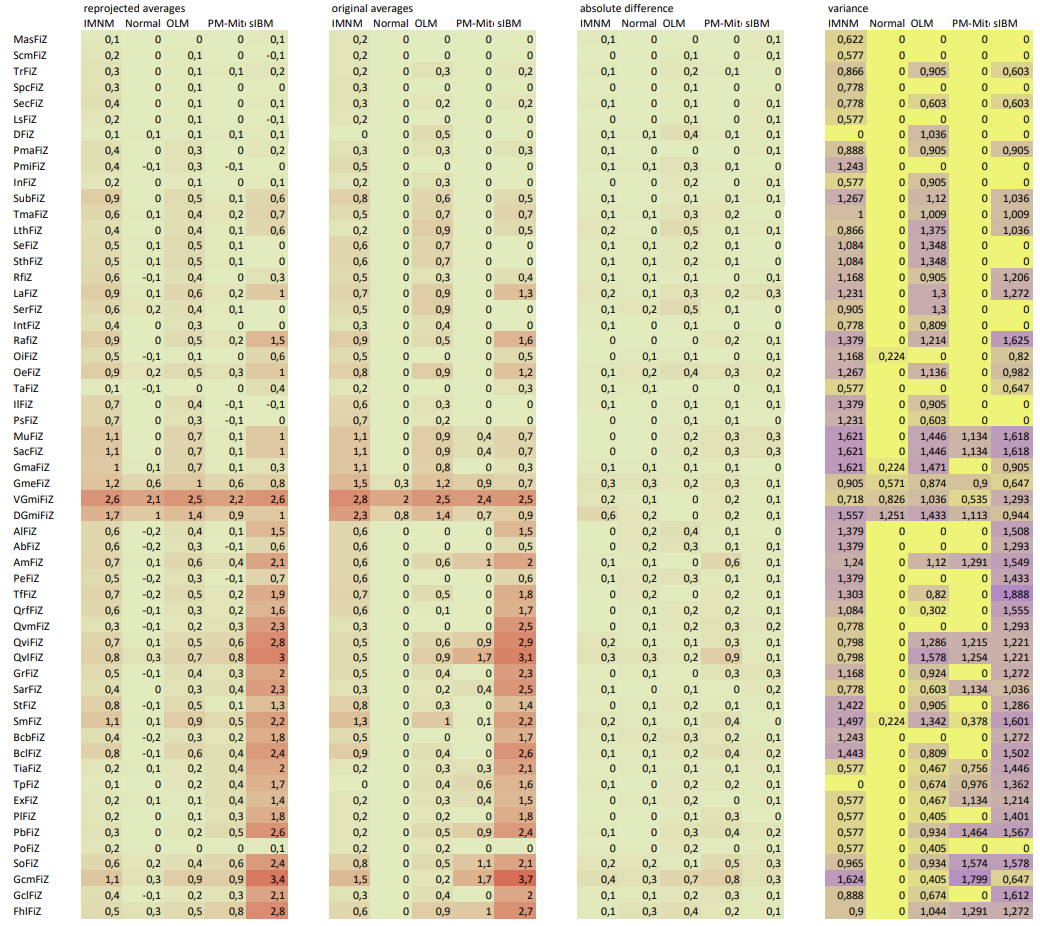 reprojected averages original averages absolute difference variance
IMNM Normal OLM PM-Mit sIBM IMNM Normal OLM PM-Mit sIBM IMNM Normal OLM PM-Mit sIBM IMNM Normal OLM PM-Mit sIBM
MasFiZ 0,1 0 0 0 0,1 0,2 0 0 0 0 0,1 0 0 0 0,1 0,622 0 0 0 0
ScmFiZ 0,2 0 0,1 0 -0,1 0,2 0 0 0 0 0 0 0,1 0 0,1 0,577 0 0 0 0
TrFiZ 0,3 0 0,1 0,1 0,2 0,2 0 0,3 0 0,2 0,1 0 0,2 0,1 0 0,866 0 0,905 0 0,603
SpcFiZ 0,3 0 0,1 0 0 0,3 0 0 0 0 0 0 0,1 0 0 0,778 0 0 0 0
SecFiZ 0,4 0 0,1 0 0,1 0,3 0 0,2 0 0,2 0,1 0 0,1 0 0,1 0,778 0 0,603 0 0,603
LsFiZ 0,2 0 0,1 0 -0,1 0,2 0 0 0 0 0 0 0,1 0 0,1 0,577 0 0 0 0
DFiZ 0,1 0,1 0,1 0,1 0,1 0 0 0,5 0 0 0,1 0,1 0,4 0,1 0,1 0 0 1,036 0 0
PmaFiZ 0,4 0 0,3 0 0,2 0,3 0 0,3 0 0,3 0,1 0 0 0 0,1 0,888 0 0,905 0 0,905
PmiFiZ 0,4 -0,1 0,3 -0,1 0 0,5 0 0 0 0 0,1 0,1 0,3 0,1 0 1,243 0 0 0 0
InFiZ 0,2 0 0,1 0 0,1 0,2 0 0,3 0 0 0 0 0,2 0 0,1 0,577 0 0,905 0 0
SubFiZ 0,9 0 0,5 0,1 0,6 0,8 0 0,6 0 0,5 0,1 0 0,1 0,1 0,1 1,267 0 1,12 0 1,036
TmaFiZ 0,6 0,1 0,4 0,2 0,7 0,5 0 0,7 0 0,7 0,1 0,1 0,3 0,2 0 1 0 1,009 0 1,009
LthFiZ 0,4 0 0,4 0,1 0,6 0,2 0 0,9 0 0,5 0,2 0 0,5 0,1 0,1 0,866 0 1,375 0 1,036
SeFiZ 0,5 0,1 0,5 0,1 0 0,6 0 0,7 0 0 0,1 0,1 0,2 0,1 0 1,084 0 1,348 0 0
SthFiZ 0,5 0,1 0,5 0,1 0 0,6 0 0,7 0 0 0,1 0,1 0,2 0,1 0 1,084 0 1,348 0 0
RfiZ 0,6 -0,1 0,4 0 0,3 0,5 0 0,3 0 0,4 0,1 0,1 0,1 0 0,1 1,168 0 0,905 0 1,206
LaFiZ 0,9 0,1 0,6 0,2 1 0,7 0 0,9 0 1,3 0,2 0,1 0,3 0,2 0,3 1,231 0 1,3 0 1,272
SerFiZ 0,6 0,2 0,4 0,1 0 0,5 0 0,9 0 0 0,1 0,2 0,5 0,1 0 0,905 0 1,3 0 0
IntFiZ 0,4 0 0,3 0 0 0,3 0 0,4 0 0 0,1 0 0,1 0 0 0,778 0 0,809 0 0
RafiZ 0,9 0 0,5 0,2 1,5 0,9 0 0,5 0 1,6 0 0 0 0,2 0,1 1,379 0 1,214 0 1,625
OiFiZ 0,5 -0,1 0,1 0 0,6 0,5 0 0 0 0,5 0 0,1 0,1 0 0,1 1,168 0,224 0 0 0,82
OeFiZ 0,9 0,2 0,5 0,3 1 0,8 0 0,9 0 1,2 0,1 0,2 0,4 0,3 0,2 1,267 0 1,136 0 0,982
TaFiZ 0,1 -0,1 0 0 0,4 0,2 0 0 0 0,3 0,1 0,1 0 0 0,1 0,577 0 0 0 0,647
IlFiZ 0,7 0 0,4 -0,1 -0,1 0,6 0 0,3 0 0 0,1 0 0,1 0,1 0,1 1,379 0 0,905 0 0
PsFiZ 0,7 0 0,3 -0,1 0 0,7 0 0,2 0 0 0 0 0,2 0,1 0 1,231 0 0,603 0 0
MuFiZ 1,1 0 0,7 0,1 1 1,1 0 0,9 0,4 0,7 0 0 0,2 0,3 0,3 1,621 0 1,446 1,134 1,618
SacFiZ 1,1 0 0,7 0,1 1 1,1 0 0,9 0,4 0,7 0 0 0,2 0,3 0,3 1,621 0 1,446 1,134 1,618
GmaFiZ 1 0,1 0,7 0,1 0,3 1,1 0 0,8 0 0,3 0,1 0,1 0,1 0,1 0 1,621 0,224 1,471 0 0,905
GmeFiZ 1,2 0,6 1 0,6 0,8 1,5 0,3 1,2 0,9 0,7 0,3 0,3 0,2 0,3 0,1 0,905 0,571 0,874 0,9 0,647
VGmiFiZ 2,6 2,1 2,5 2,2 2,6 2,8 2 2,5 2,4 2,5 0,2 0,1 0 0,2 0,1 0,718 0,826 1,036 0,535 1,293
DGmiFiZ 1,7 1 1,4 0,9 1 2,3 0,8 1,4 0,7 0,9 0,6 0,2 0 0,2 0,1 1,557 1,251 1,433 1,113 0,944
AlFiZ 0,6 -0,2 0,4 0,1 1,5 0,6 0 0 0 1,5 0 0,2 0,4 0,1 0 1,379 0 0 0 1,508
AbFiZ 0,6 -0,2 0,3 -0,1 0,6 0,6 0 0 0 0,5 0 0,2 0,3 0,1 0,1 1,379 0 0 0 1,293
AmFiZ 0,7 0,1 0,6 0,4 2,1 0,6 0 0,6 1 2 0,1 0,1 0 0,6 0,1 1,24 0 1,12 1,291 1,549
PeFiZ 0,5 -0,2 0,3 -0,1 0,7 0,6 0 0 0 0,6 0,1 0,2 0,3 0,1 0,1 1,379 0 0 0 1,433
TfFiZ 0,7 -0,2 0,5 0,2 1,9 0,7 0 0,5 0 1,8 0 0,2 0 0,2 0,1 1,303 0 0,82 0 1,888
QrfFiZ 0,6 -0,1 0,3 0,2 1,6 0,6 0 0,1 0 1,7 0 0,1 0,2 0,2 0,1 1,084 0 0,302 0 1,555
QvmFiZ 0,3 -0,1 0,2 0,3 2,3 0,3 0 0 0 2,5 0 0,1 0,2 0,3 0,2 0,778 0 0 0 1,293
QviFiZ 0,7 0,1 0,5 0,6 2,8 0,5 0 0,6 0,9 2,9 0,2 0,1 0,1 0,3 0,1 0,798 0 1,286 1,215 1,221
QvlFiZ 0,8 0,3 0,7 0,8 3 0,5 0 0,9 1,7 3,1 0,3 0,3 0,2 0,9 0,1 0,798 0 1,578 1,254 1,221
GrFiZ 0,5 -0,1 0,4 0,3 2 0,5 0 0,4 0 2,3 0 0,1 0 0,3 0,3 1,168 0 0,924 0 1,272
SarFiZ 0,4 0 0,3 0,4 2,3 0,3 0 0,2 0,4 2,5 0,1 0 0,1 0 0,2 0,778 0 0,603 1,134 1,036
StFiZ 0,8 -0,1 0,5 0,1 1,3 0,8 0 0,3 0 1,4 0 0,1 0,2 0,1 0,1 1,422 0 0,905 0 1,286
SmFiZ 1,1 0,1 0,9 0,5 2,2 1,3 0 1 0,1 2,2 0,2 0,1 0,1 0,4 0 1,497 0,224 1,342 0,378 1,601
BcbFiZ 0,4 -0,2 0,3 0,2 1,8 0,5 0 0 0 1,7 0 0,2 0,3 0,2 0,1 1,243 0 0 0 1,272
BclFiZ 0,8 -0,1 0,6 0,4 2,4 0,9 0 0,4 0 2,6 0,1 0,1 0,2 0,4 0,2 1,443 0 0,809 0 1,502
TiaFiZ 0,2 0,1 0,2 0,4 2 0,2 0 0,3 0,3 2,1 0 0,1 0,1 0,1 0,1 0,577 0 0,467 0,756 1,446
TpFiZ 0,1 0 0,2 0,4 1,7 0 0 0,4 0,6 1,6 0,1 0 0,2 0,2 0,1 0 0 0,674 0,976 1,362
ExFiZ 0,2 0,1 0,1 0,4 1,4 0,2 0 0,3 0,4 1,5 0 0,1 0,2 0 0,1 0,577 0 0,467 1,134 1,214
PlFiZ 0,2 0 0,1 0,3 1,8 0,2 0 0,2 0 1,8 0 0 0,1 0,3 0 0,577 0 0,405 0 1,401
PbFiZ 0,3 0 0,2 0,5 2,6 0,2 0 0,5 0,9 2,4 0,1 0 0,3 0,4 0,2 0,577 0 0,934 1,464 1,567
PoFiZ 0,2 0 0 0 0,1 0,2 0 0,2 0 0 0 0 0,2 0 0,1 0,577 0 0,405 0 0
SoFiZ 0,6 0,2 0,4 0,6 2,4 0,8 0 0,5 1,1 2,1 0,2 0,2 0,1 0,5 0,3 0,965 0 0,934 1,574 1,578
GcmFiZ 1,1 0,3 0,9 0,9 3,4 1,5 0 0,2 1,7 3,7 0,4 0,3 0,7 0,8 0,3 1,624 0 0,405 1,799 0,647
GclFiZ 0,4 -0,1 0,2 0,3 2,1 0,3 0 0,4 0 2 0,1 0,1 0,2 0,3 0,1 0,888 0 0,674 0 1,612
FhlFiZ 0,5 0,3 0,5 0,8 2,8 0,6 0 0,9 1 2,7 0,1 0,3 0,4 0,2 0,1 0,9 0 1,044 1,291 1,272